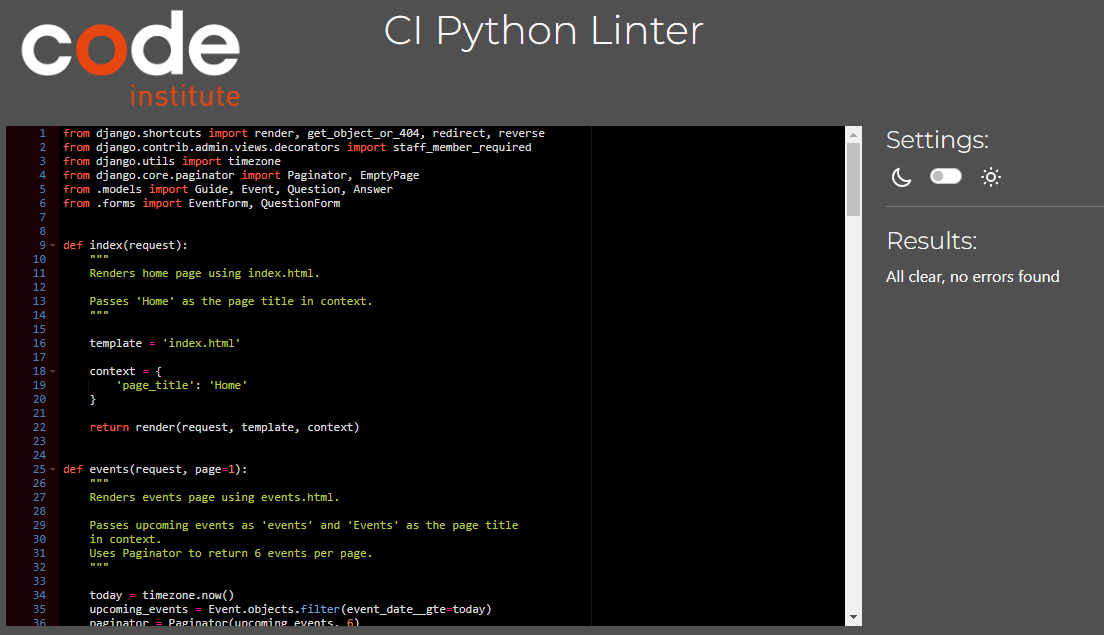 code
institute
CI Python Linter
1 from django.shortcuts import render, get_object_or_404, redirect, reverse
2 from django.contrib.admin.views.decorators import staff_member_required
3 from django.utils import timezone
4 from django.core.paginator import Paginator, EmptyPage
5 from .models import Guide, Event, Question, Answer
6 from .forms import EventForm, QuestionForm
7
8
9 def index(request):
10     """
11     Renders home page using index.html.
12
13     Passes 'Home' as the page title in context.
14     """
15
16     template = 'index.html'
17
18     context = {
19         'page_title': 'Home'
20     }
21
22     return render(request, template, context)
23
24
25 def events(request, page=1):
26     """
27     Renders events page using events.html.
28
29     Passes upcoming events as 'events' and 'Events' as the page title
30     in context.
31     Uses Paginator to return 6 events per page.
32     """
33
34     today = timezone.now()
35     upcoming_events = Event.objects.filter(event_date__gte=today)
36     paginator = Paginator(upcoming_events, 6)
Settings:
Results:
All clear, no errors found